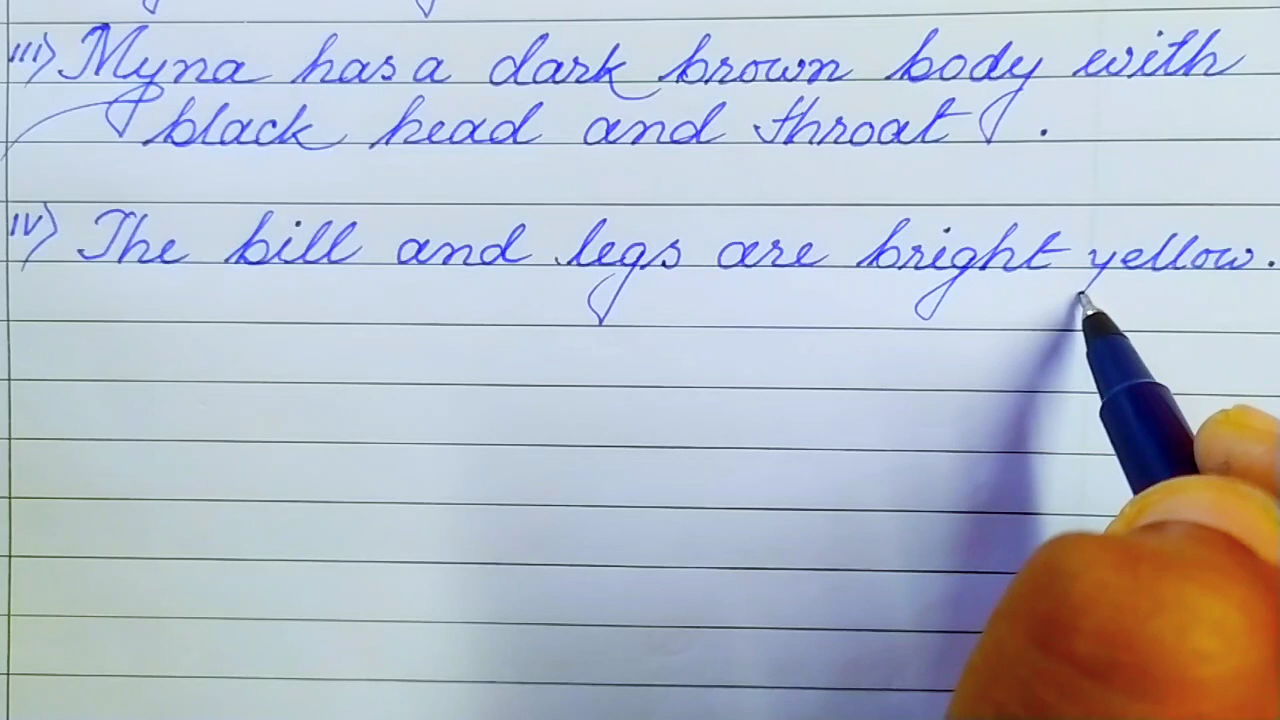 III) Myna has a dark brown body with
black head and throat.
IV) The bill and legs are bright yellow.